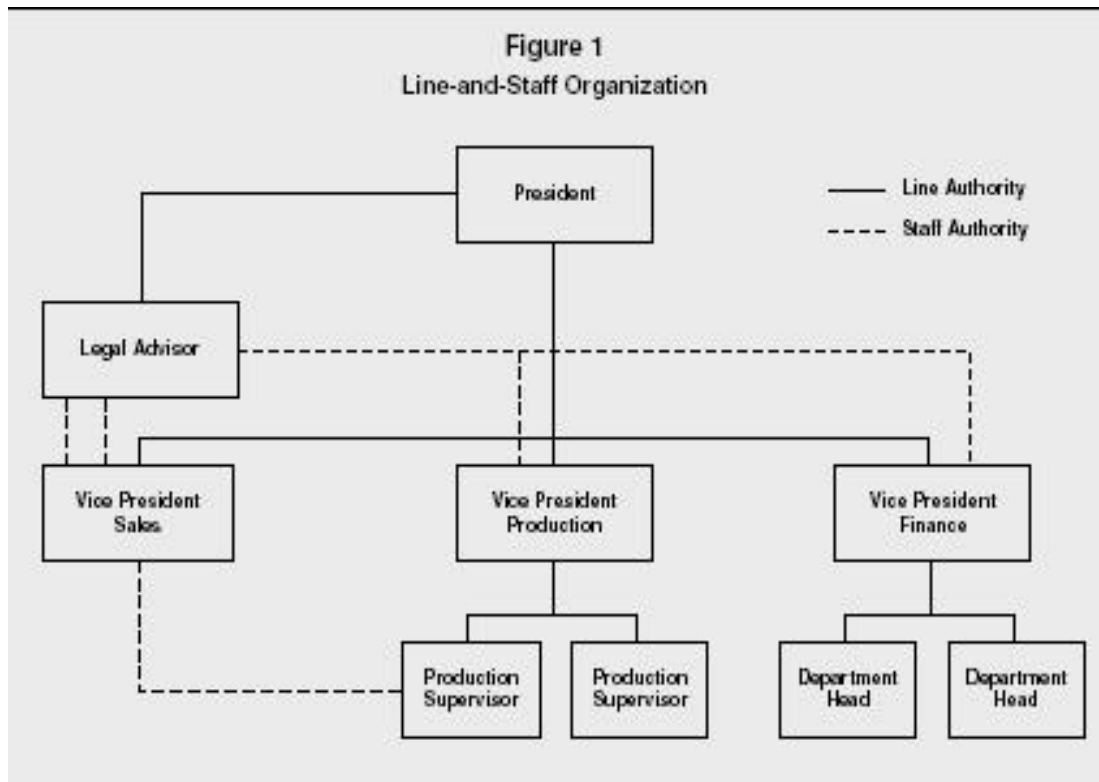 Figure 1
Line-and-Staff Organization
President
Line Authority
Staff Authority
Legal Advisor
Vice President
Sales
Vice President
Production
Vice President
Finance
Production
Supervisor
Production
Supervisor
Department
Head
Department
Head